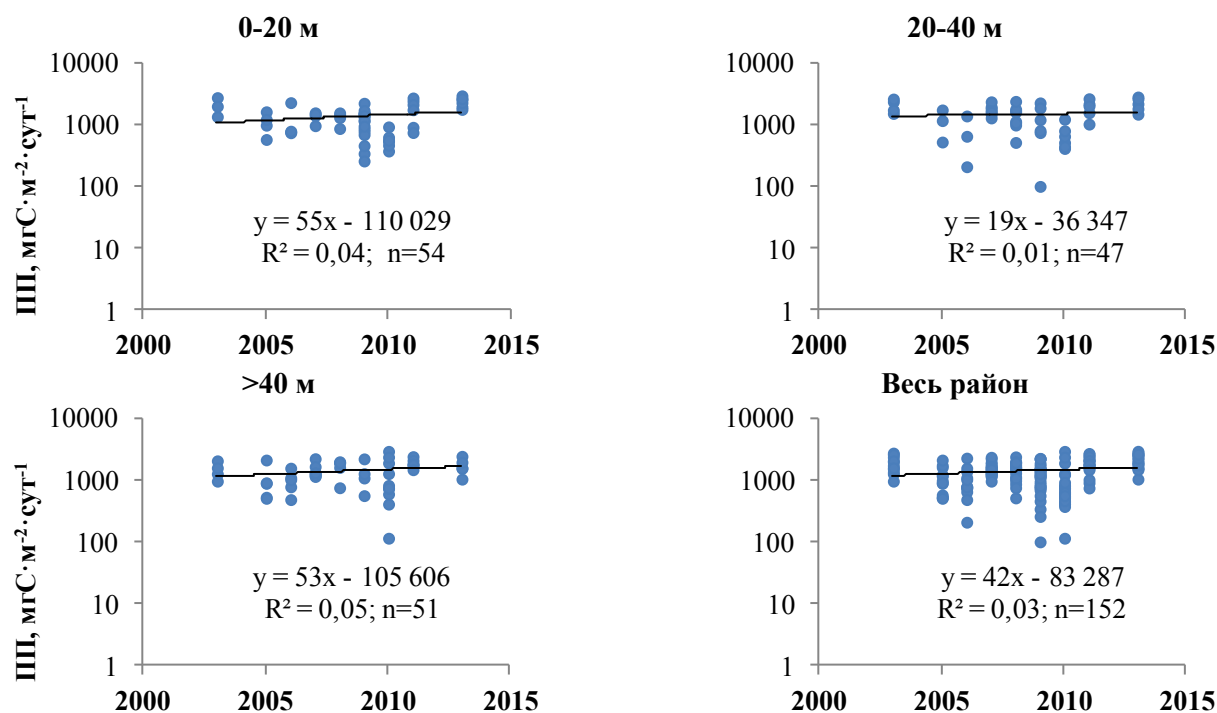 0-20 м
ПП, мгС·м⁻²·сут⁻¹
10000
1000
100
10
1
y = 55x - 110 029
R² = 0,04; n=54
2000 2005 2010 2015
20-40 м
10000
1000
100
10
1
y = 19x - 36 347
R² = 0,01; n=47
2000 2005 2010 2015
>40 м
ПП, мгС·м⁻²·сут⁻¹
10000
1000
100
10
1
y = 53x - 105 606
R² = 0,05; n=51
2000 2005 2010 2015
Весь район
10000
1000
100
10
1
y = 42x - 83 287
R² = 0,03; n=152
2000 2005 2010 2015